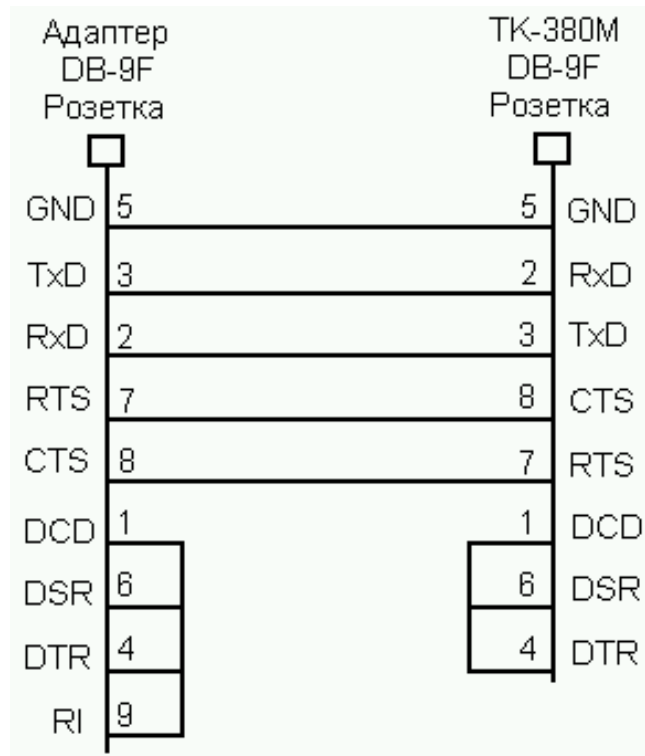 Адаптер
DB-9F
Розетка
TK-380M
DB-9F
Розетка
GND 5 5 GND
TxD 3 2 RxD
RxD 2 3 TxD
RTS 7 8 CTS
CTS 8 7 RTS
DCD 1 1 DCD
DSR 6 6 DSR
DTR 4 4 DTR
RI 9